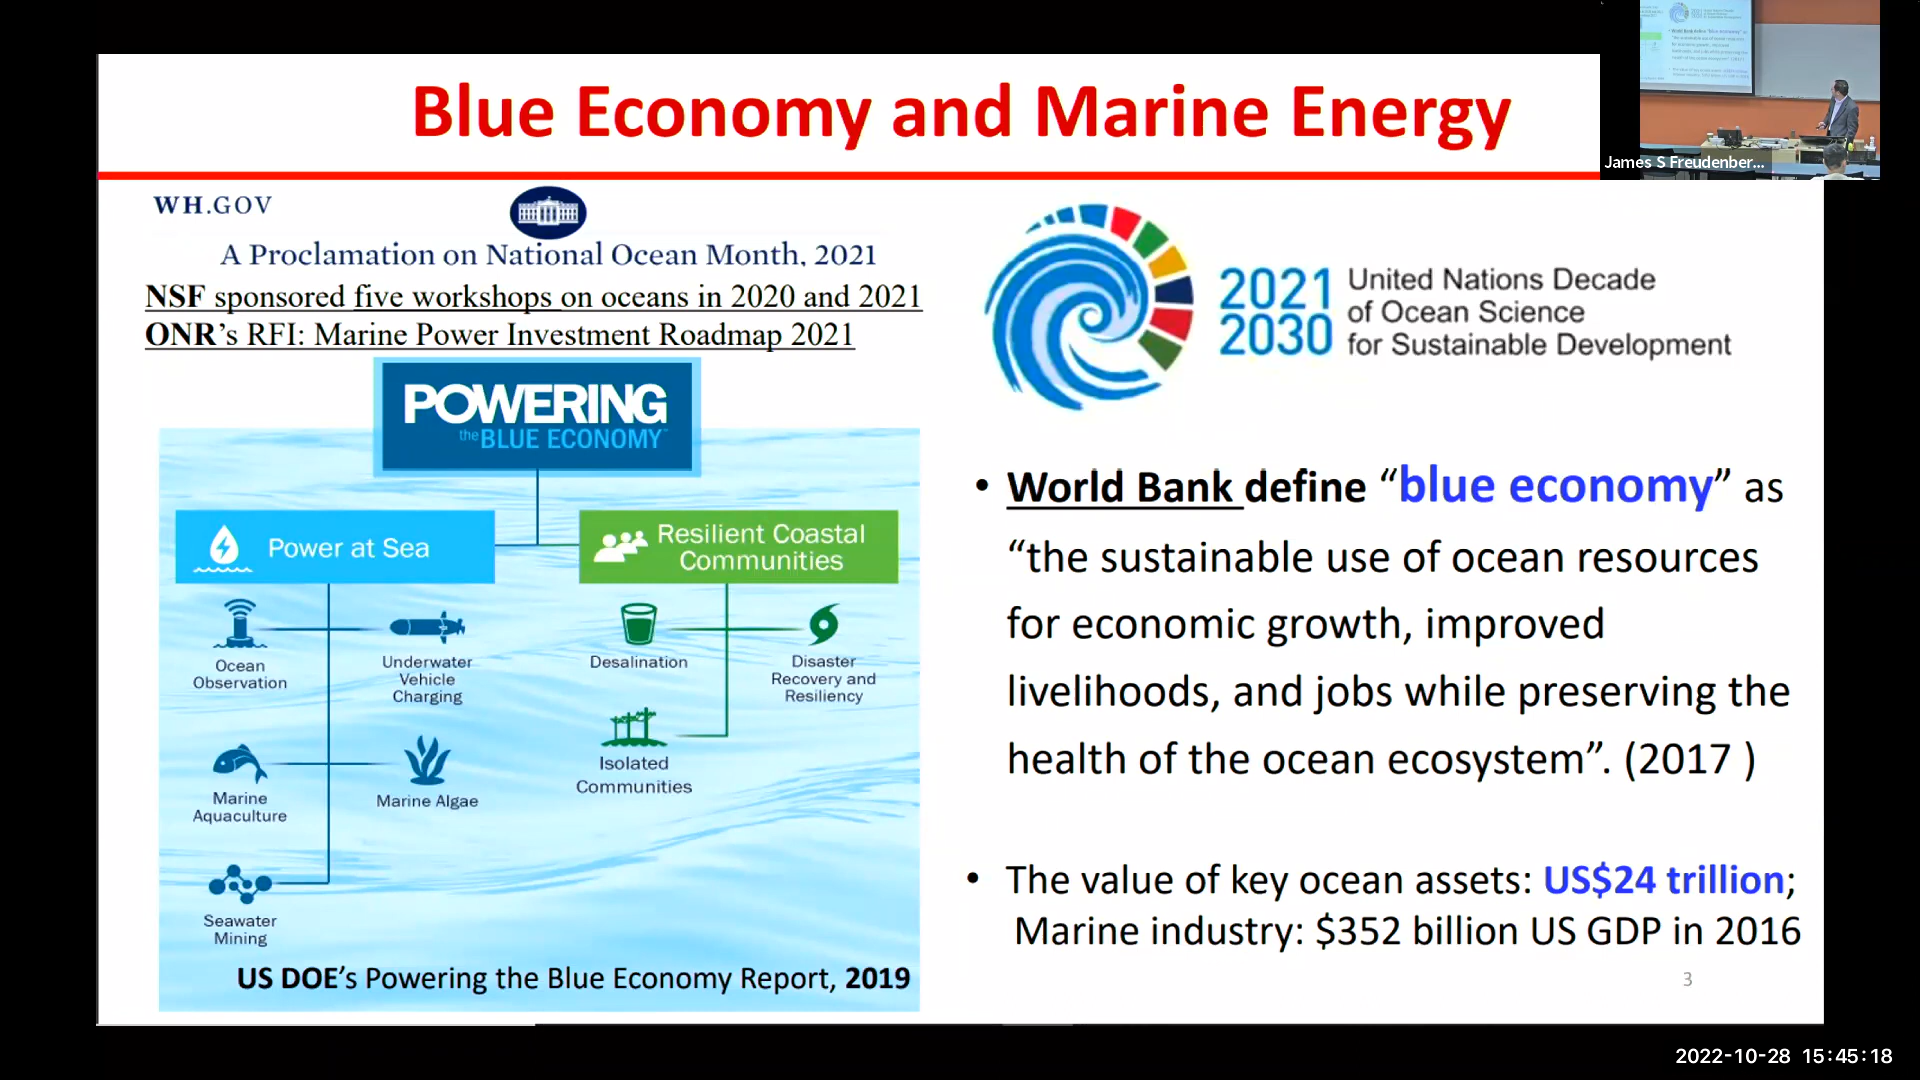 Blue Economy and Marine Energy
James S Freudenber...
WH.GOV
A Proclamation on National Ocean Month, 2021
NSF sponsored five workshops on oceans in 2020 and 2021
ONR’s RFI: Marine Power Investment Roadmap 2021
POWERING
the BLUE ECONOMY
Power at Sea
Resilient Coastal
Communities
Ocean
Observation
Underwater
Vehicle
Charging
Desalination
Disaster
Recovery and
Resiliency
Marine
Aquaculture
Marine Algae
Isolated
Communities
Seawater
Mining
US DOE’s Powering the Blue Economy Report, 2019
2021
2030
United Nations Decade
of Ocean Science
for Sustainable Development
• World Bank define “blue economy” as
“the sustainable use of ocean resources
for economic growth, improved
livelihoods, and jobs while preserving the
health of the ocean ecosystem”. (2017 )
• The value of key ocean assets: US$24 trillion;
Marine industry: $352 billion US GDP in 2016
3
2022-10-28 15:45:18